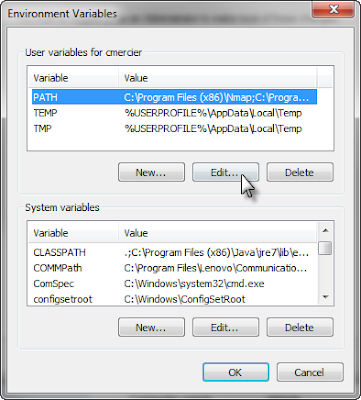 Environment Variables
User variables for cmercier
Variable Value
PATH C:\Program Files (x86)\Nmap;C:\Progra...
TEMP %USERPROFILE%\AppData\Local\Temp
TMP %USERPROFILE%\AppData\Local\Temp
New... Edit... Delete
System variables
Variable Value
CLASSPATH .;C:\Program Files (x86)\Java\jre7\lib\e...
COMMPath C:\Program Files\Lenovo\Communicatio...
ComSpec C:\Windows\system32\cmd.exe
configsetroot C:\Windows\ConfigSetRoot
New... Edit... Delete
OK Cancel